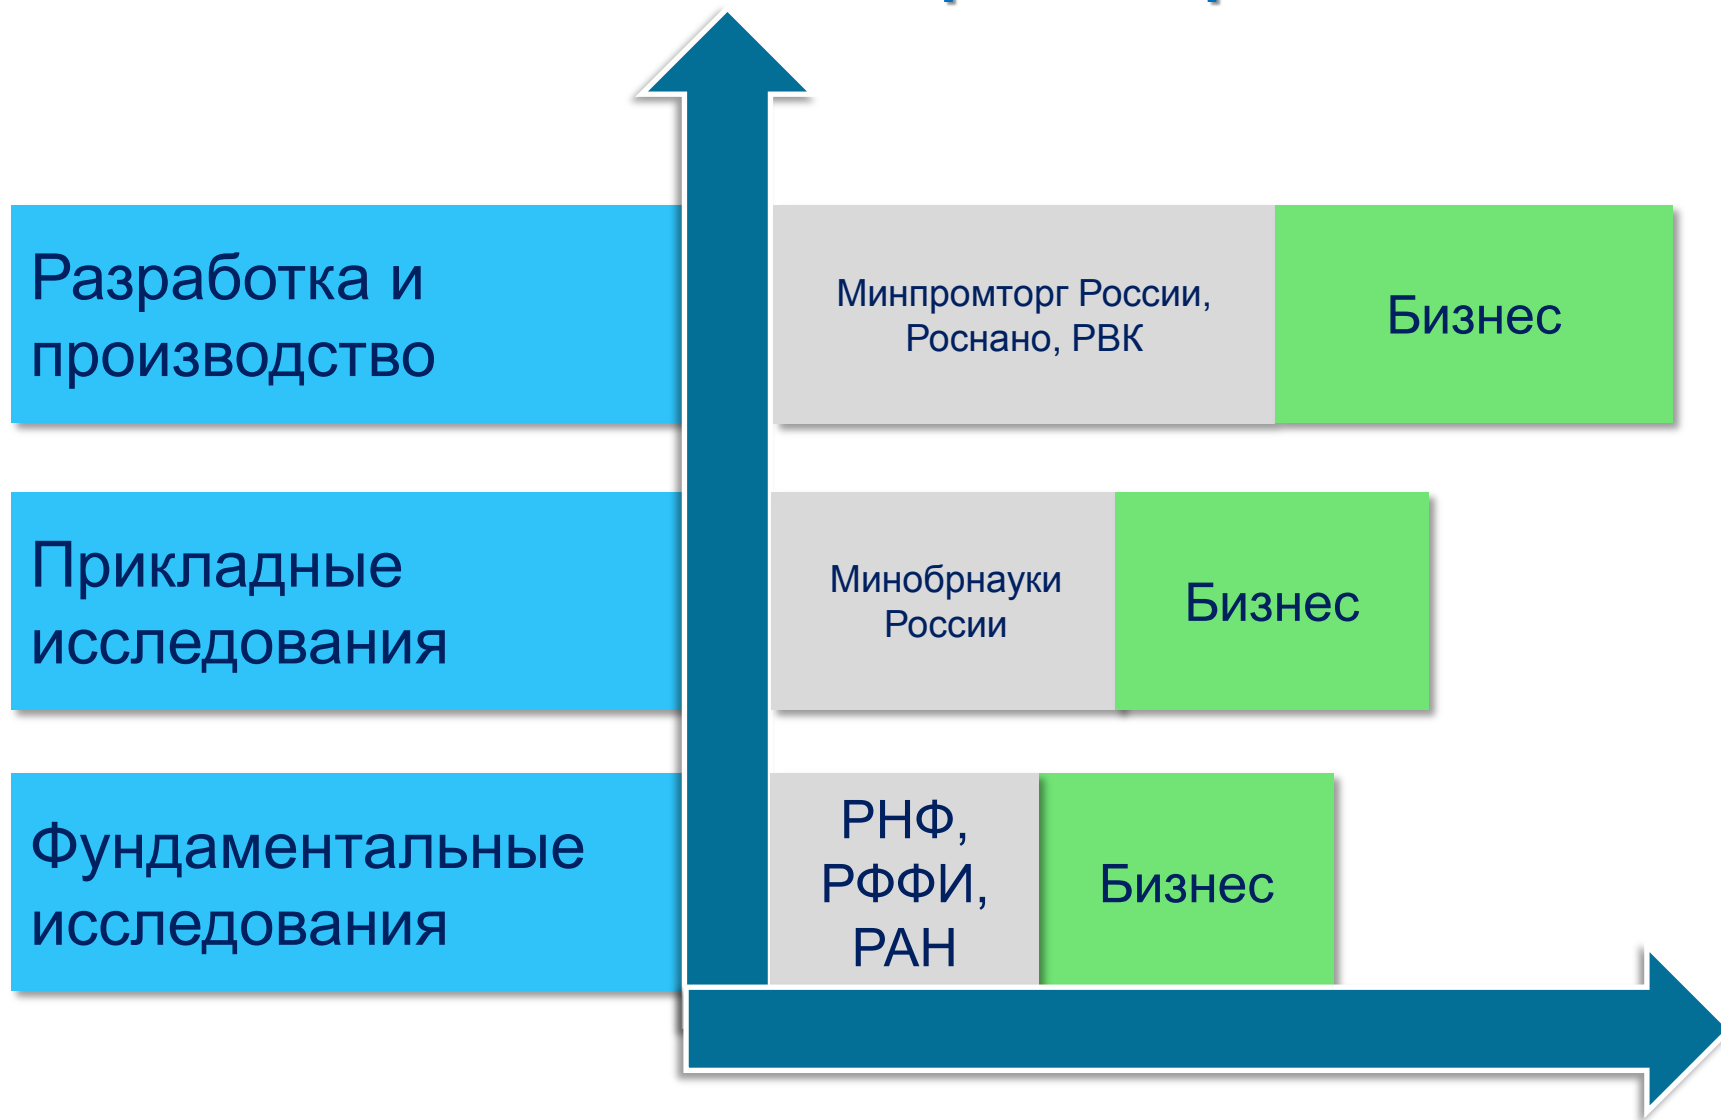 Разработка и
производство
Минпромторг России,
Роснано, РВК
Бизнес
Прикладные
исследования
Минобрнауки
России
Бизнес
Фундаментальные
исследования
РНФ,
РФФИ,
РАН
Бизнес